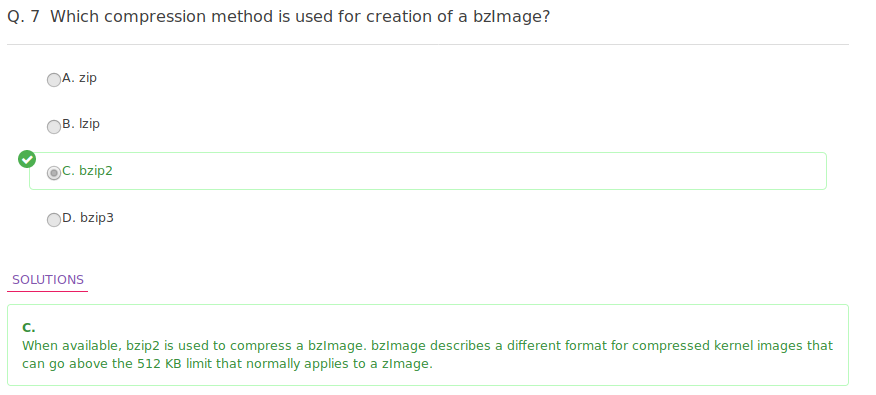 Q. 7 Which compression method is used for creation of a bzImage?
A. zip
B. lzip
C. bzip2
D. bzip3
SOLUTIONS
C.
When available, bzip2 is used to compress a bzImage. bzImage describes a different format for compressed kernel images that
can go above the 512 KB limit that normally applies to a zImage.